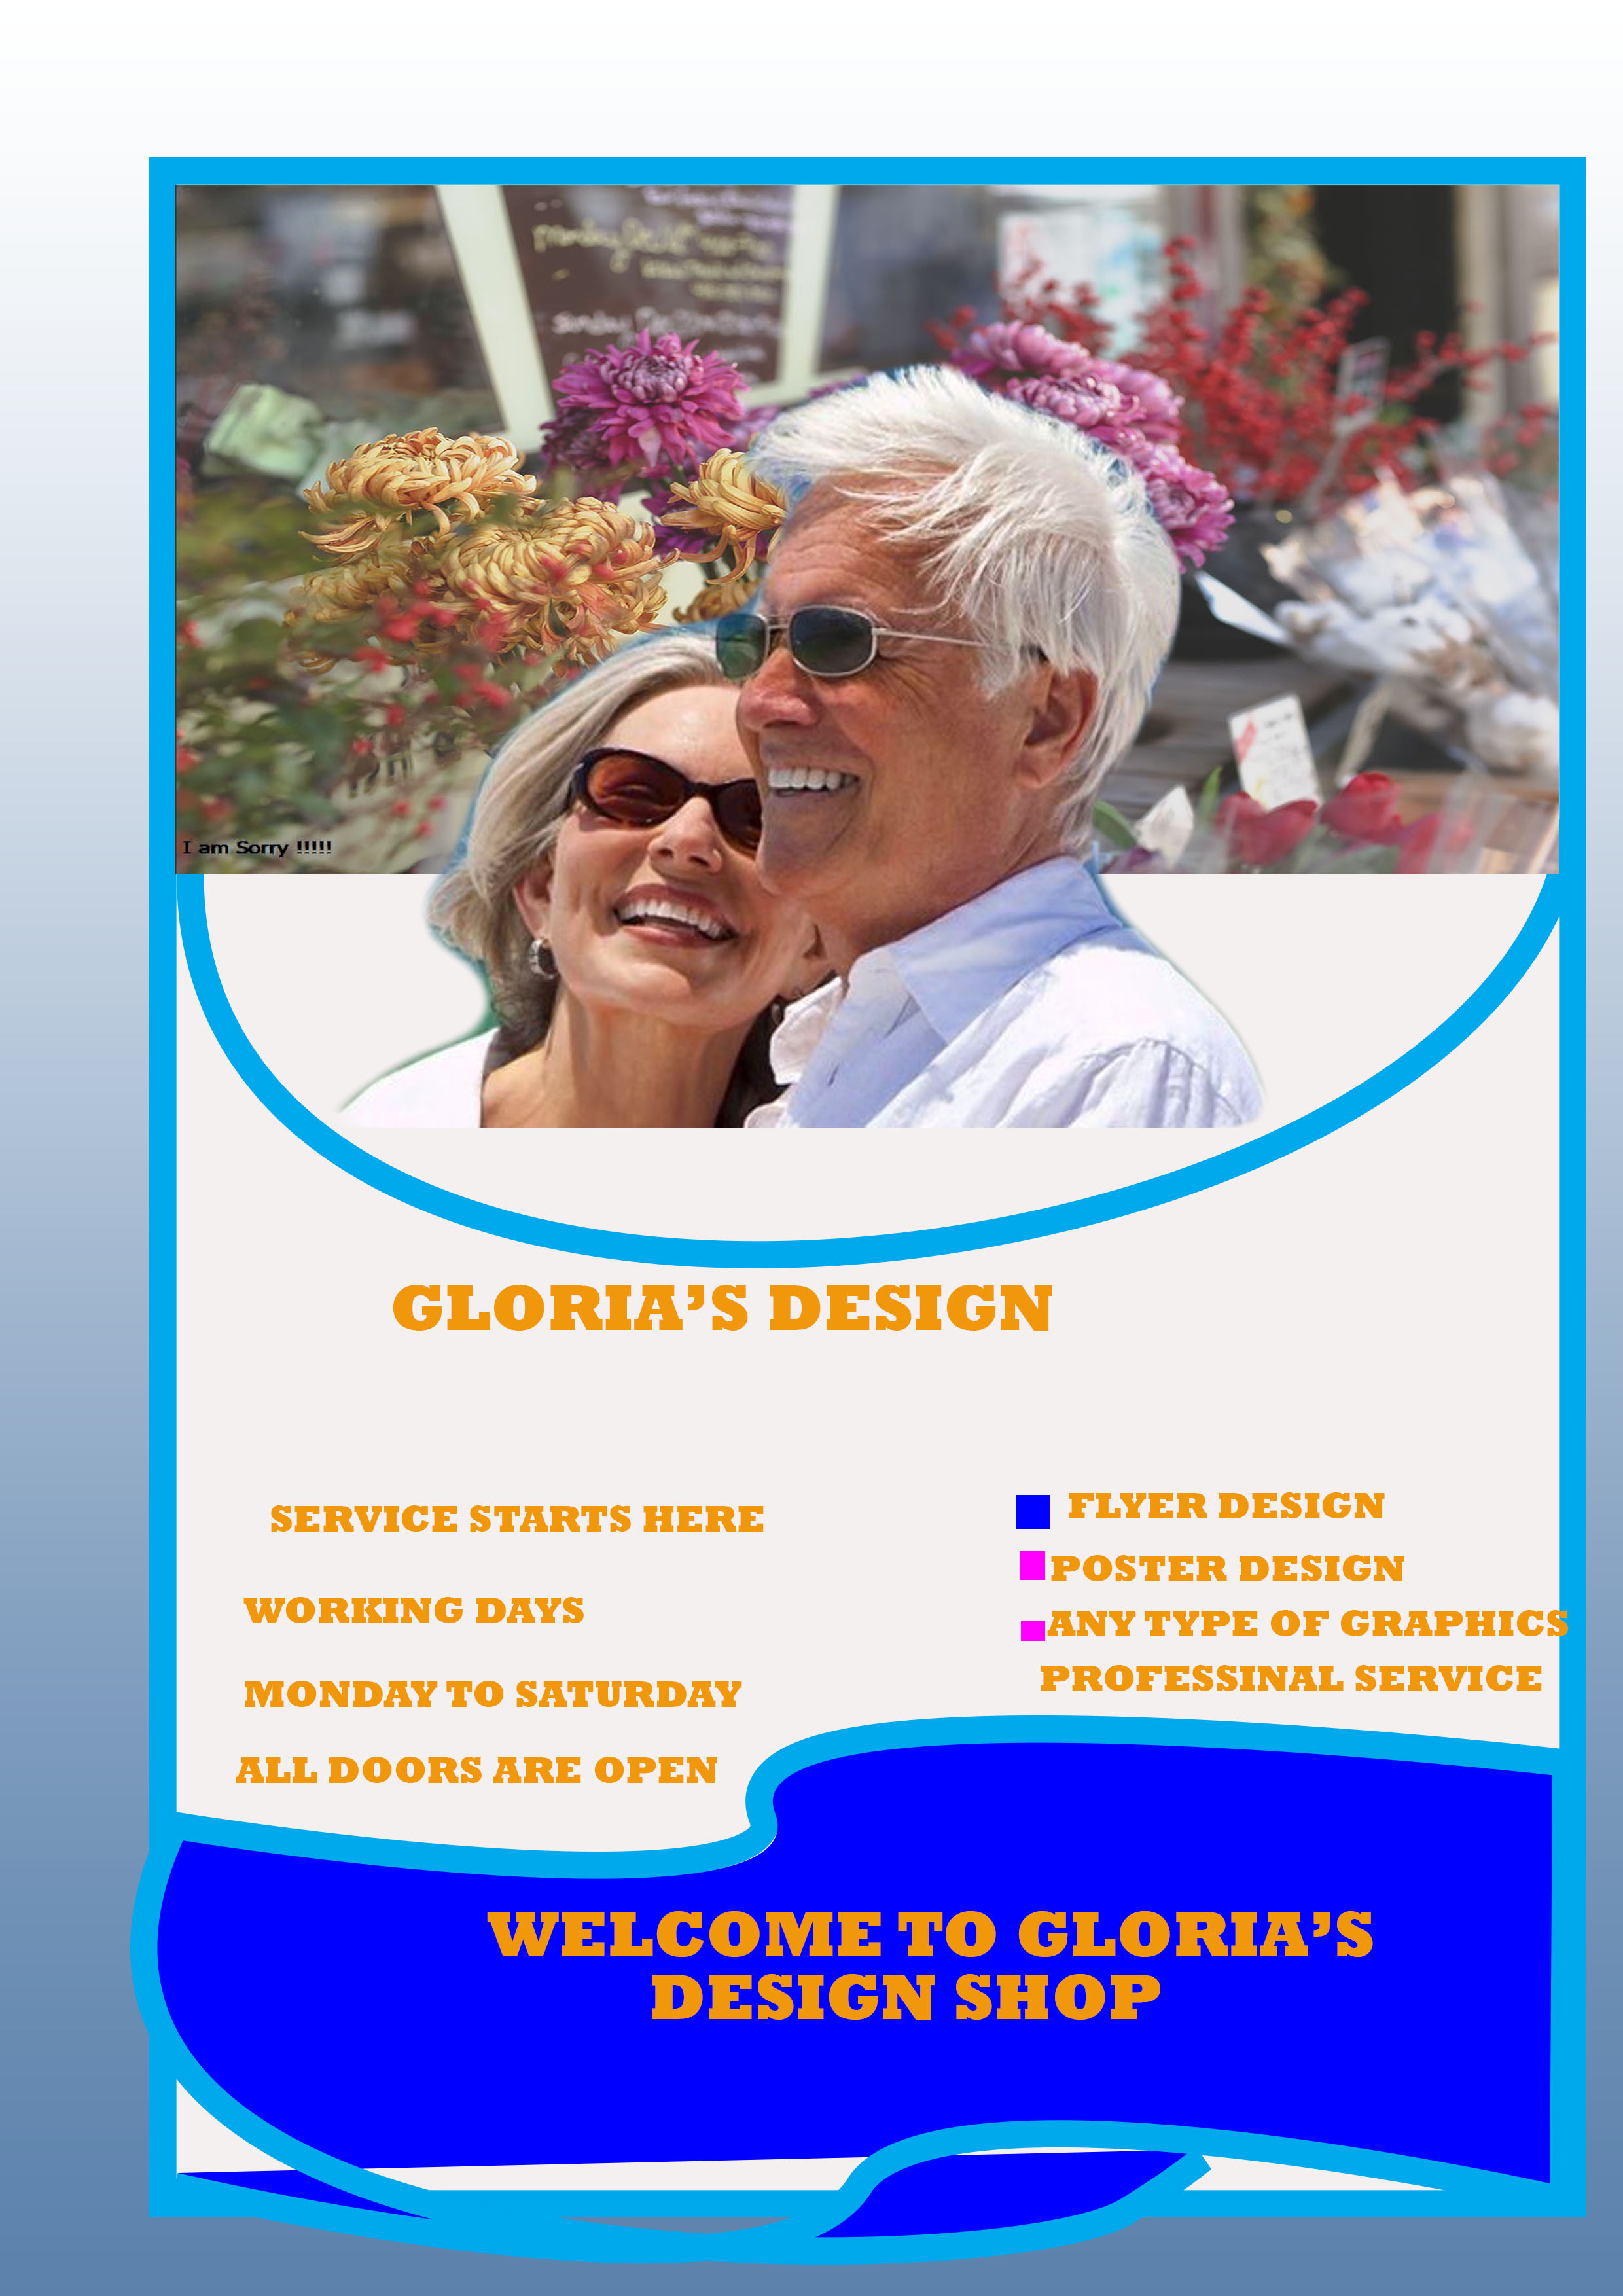 I am Sorry !!!!!
GLORIA’S DESIGN
SERVICE STARTS HERE
WORKING DAYS
MONDAY TO SATURDAY
ALL DOORS ARE OPEN
FLYER DESIGN
POSTER DESIGN
ANY TYPE OF GRAPHICS
PROFESSINAL SERVICE
WELCOME TO GLORIA’S
DESIGN SHOP